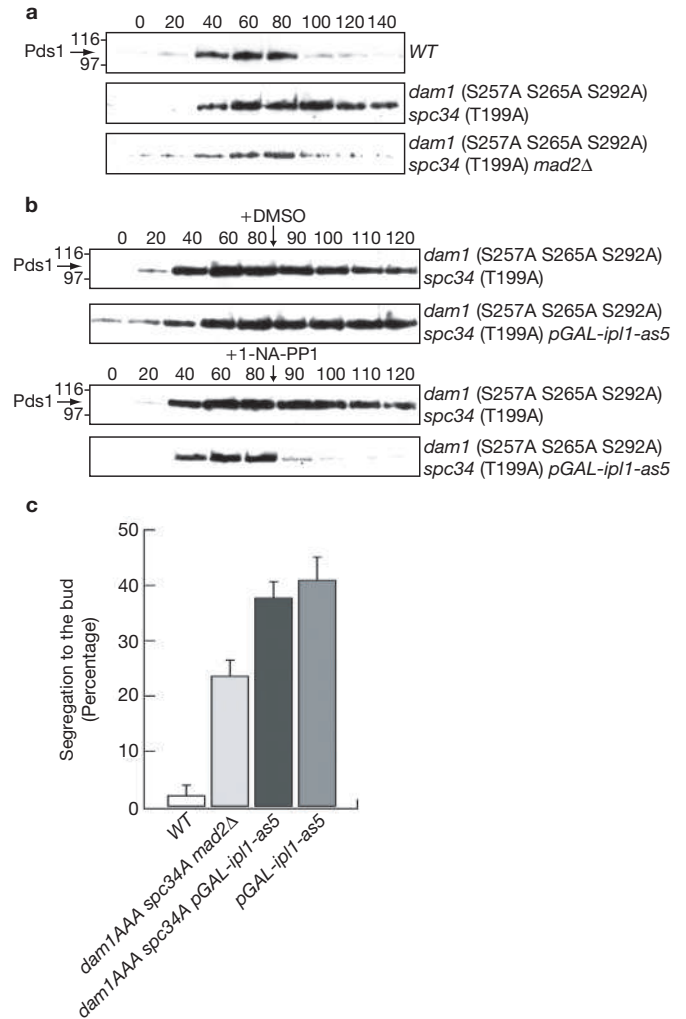 a
0 20 40 60 80 100 120 140
116
Pds1
97
WT
dam1 (S257A S265A S292A)
spc34 (T199A)
dam1 (S257A S265A S292A)
spc34 (T199A) mad2Δ
b
+DMSO
0 20 40 60 80 90 100 110 120
116
Pds1
97
dam1 (S257A S265A S292A)
spc34 (T199A)
dam1 (S257A S265A S292A)
spc34 (T199A) pGAL-ipl1-as5
+1-NA-PP1
0 20 40 60 80 90 100 110 120
116
Pds1
97
dam1 (S257A S265A S292A)
spc34 (T199A)
dam1 (S257A S265A S292A)
spc34 (T199A) pGAL-ipl1-as5
c
Segregation to the bud
(Percentage)
50
40
30
20
10
0
WT
dam1AAA spc34A mad2Δ
dam1AAA spc34A pGAL-ipl1-as5
pGAL-ipl1-as5